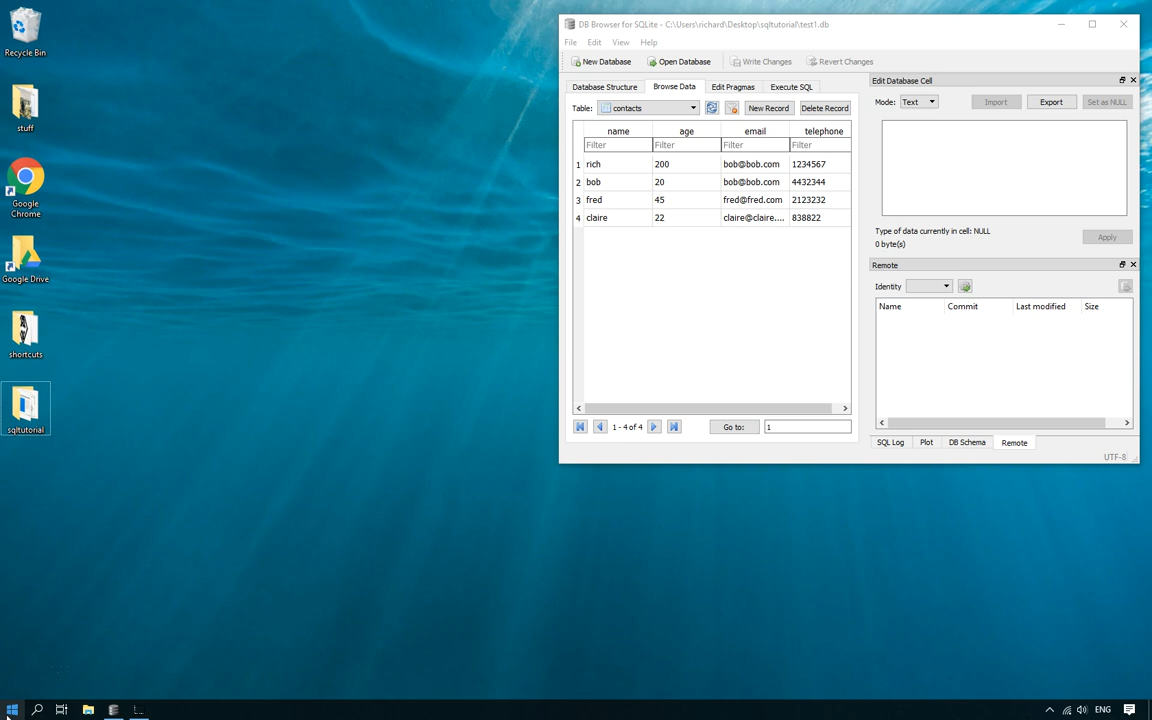 Recycle Bin
stuff
Google
Chrome
Google Drive
shortcuts
sqltutorial
DB Browser for SQLite - C:\Users\richard\Desktop\sqltutorial\test1.db
File Edit View Help
New Database Open Database Write Changes Revert Changes
Database Structure Browse Data Edit Pragmas Execute SQL
Table: contacts New Record Delete Record
name age email telephone
Filter Filter Filter Filter
1 rich 200 bob@bob.com 1234567
2 bob 20 bob@bob.com 4432344
3 fred 45 fred@fred.com 2123232
4 claire 22 claire@claire.... 838822
1 - 4 of 4 Go to: 1
Edit Database Cell
Mode: Text Import Export Set as NULL
Type of data currently in cell: NULL
0 byte(s)
Apply
Remote
Identity
Name Commit Last modified Size
SQL Log Plot DB Schema Remote
UTF-8
ENG